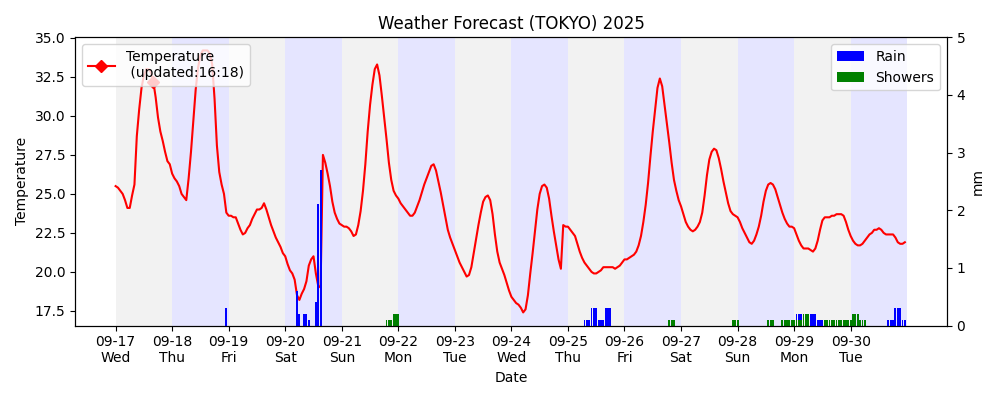 Weather Forecast (TOKYO) 2025
Temperature
(updated:16:18)
Rain
Showers
35.0
32.5
30.0
27.5
25.0
22.5
20.0
17.5
Temperature
5
4
3
2
1
0
mm
09-17 09-18 09-19 09-20 09-21 09-22 09-23 09-24 09-25 09-26 09-27 09-28 09-29 09-30
Wed Thu Fri Sat Sun Mon Tue Wed Thu Fri Sat Sun Mon Tue
Date